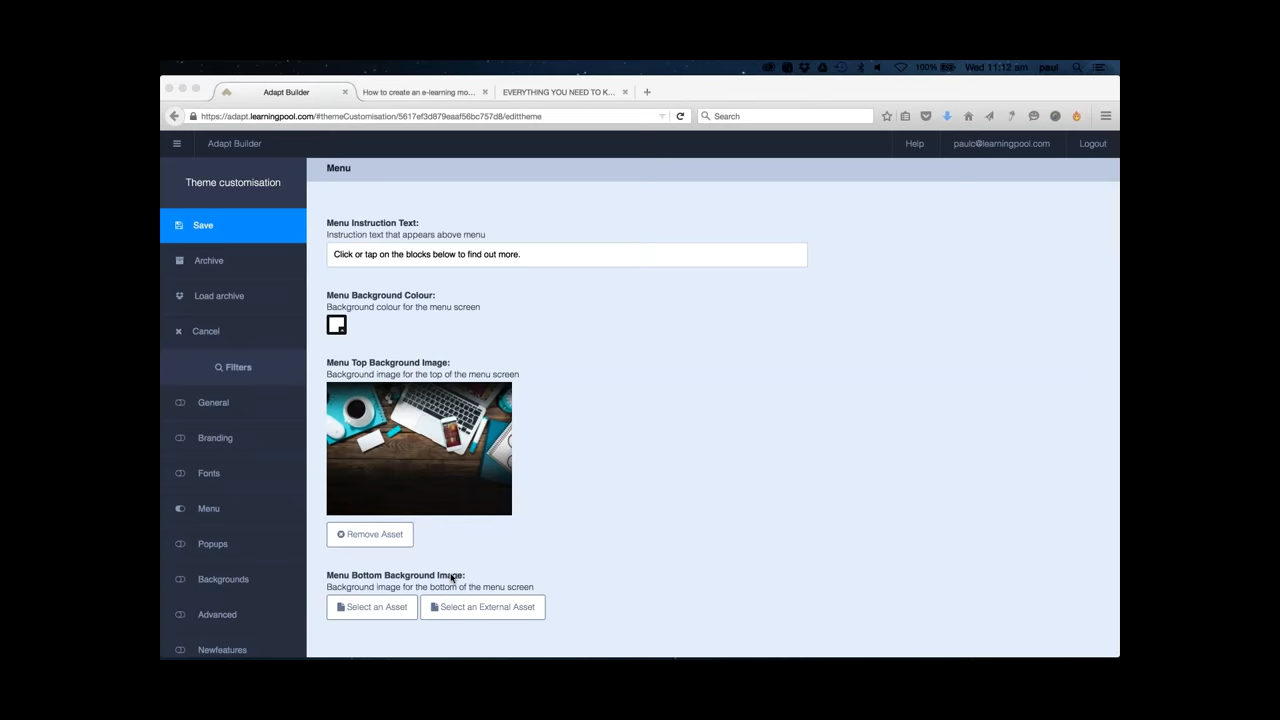 100% Wed 11:12 am paul
Adapt Builder
How to create an e-learning mo...
EVERYTHING YOU NEED TO K...
https://adapt.learningpool.com/#themeCustomisation/5617ef3d879eaaf56bc757d8/edittheme
Search
Adapt Builder
Help
paulc@learningpool.com
Logout
Theme customisation
Save
Archive
Load archive
Cancel
Filters
General
Branding
Fonts
Menu
Popups
Backgrounds
Advanced
Newfeatures
Menu
Menu Instruction Text:
Instruction text that appears above menu
Click or tap on the blocks below to find out more.
Menu Background Colour:
Background colour for the menu screen
Menu Top Background Image:
Background image for the top of the menu screen
Remove Asset
Menu Bottom Background Image:
Background image for the bottom of the menu screen
Select an Asset
Select an External Asset